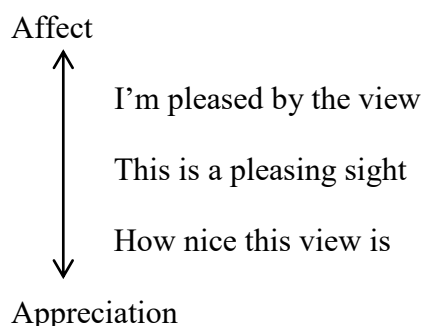 Affect
I’m pleased by the view
This is a pleasing sight
How nice this view is
Appreciation